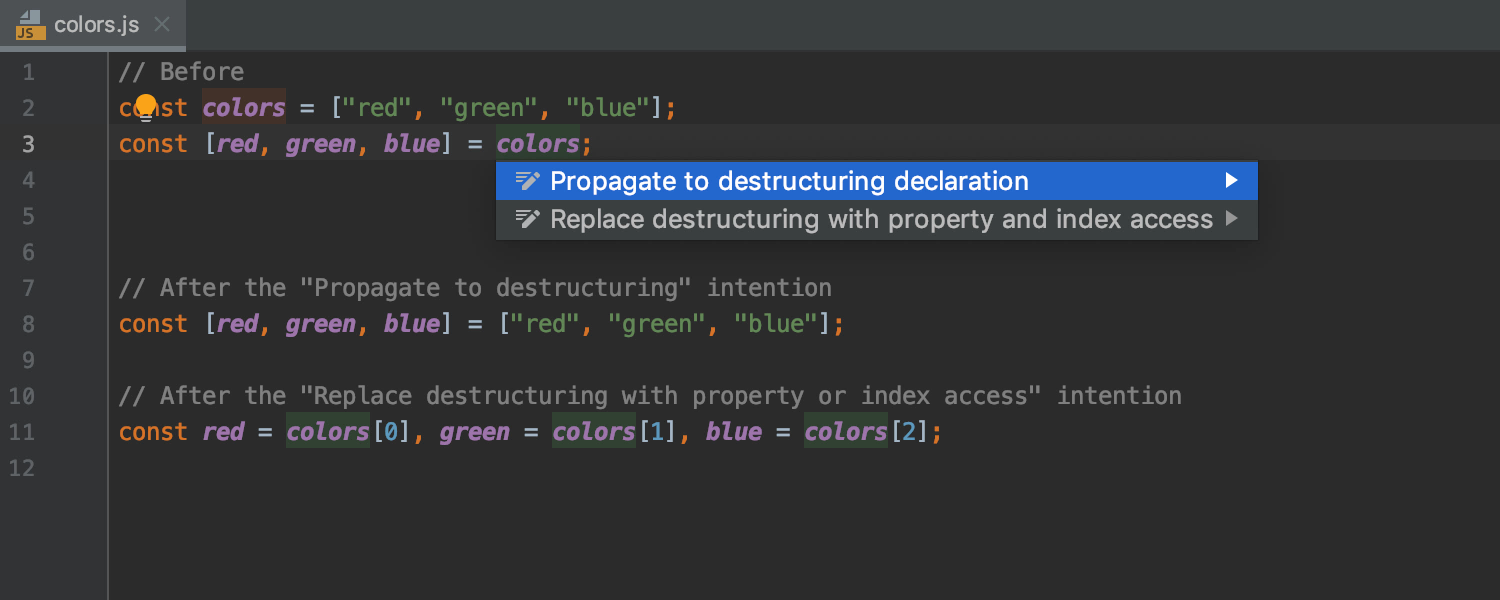 JS colors.js
1 // Before
2 const colors = ["red", "green", "blue"];
3 const [red, green, blue] = colors;
4 Propagate to destructuring declaration
5 Replace destructuring with property and index access
6
7 // After the "Propagate to destructuring" intention
8 const [red, green, blue] = ["red", "green", "blue"];
9
10 // After the "Replace destructuring with property or index access" intention
11 const red = colors[0], green = colors[1], blue = colors[2];
12